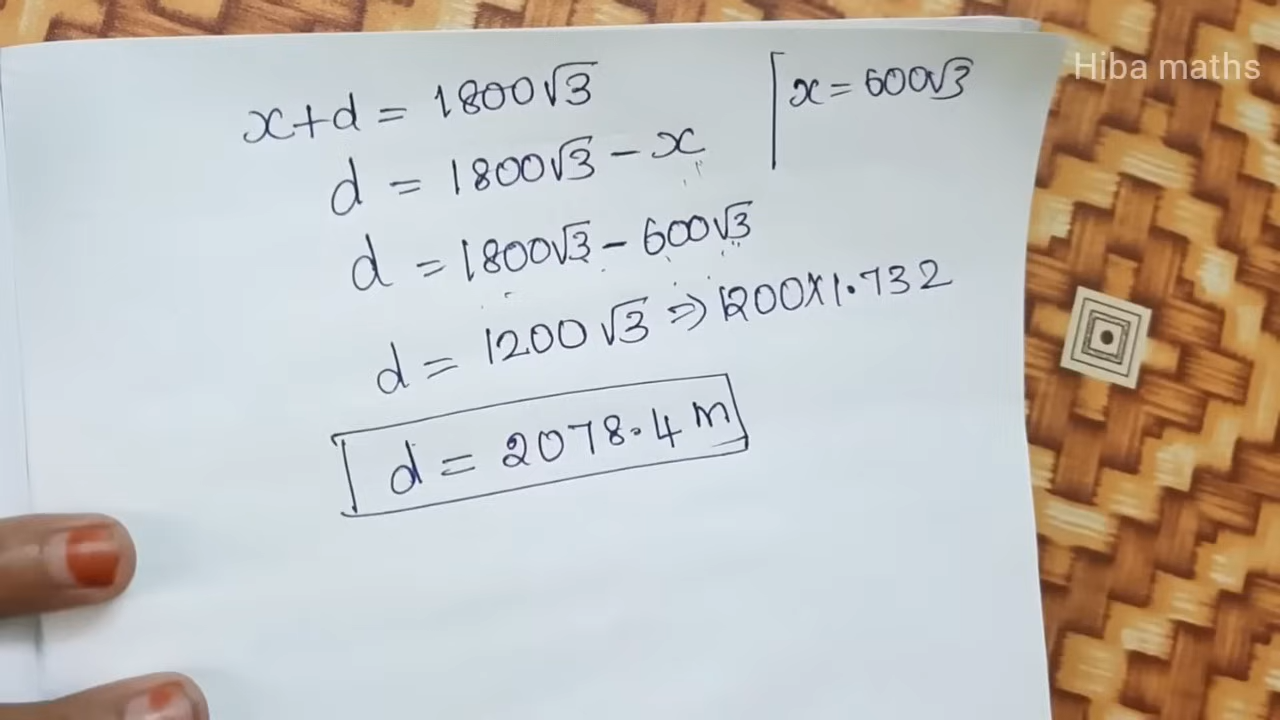 Hiba maths
x+d = 1800√3
x = 600√3
d = 1800√3 - x
d = 1800√3 - 600√3
d = 1200√3 ⇒ 1200×1.732
d = 2078.4 m